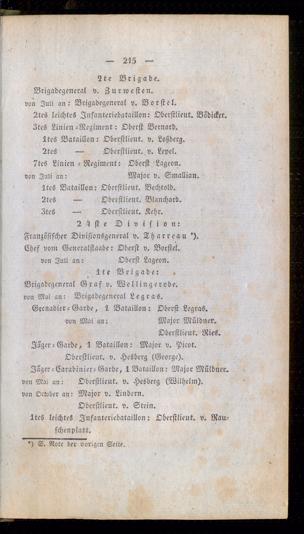 — 215 —
2te Brigade.
Brigadegeneral v. Zurwesten.
von Juli an: Brigadegeneral v. Borstel.
2tes leichtes Infanteriebataillon: Oberstlieut. v. Bödicker.
3tes Linien-Regiment: Oberst Bernard.
1tes Bataillon: Oberstlieut. v. Loßberg.
2tes — Oberstlieut. v. Lepel.
7tes Linien-Regiment: Oberst Lageon.
von Juli an: Major v. Smallian.
1tes Bataillon: Oberstlieut. Bechtold.
2tes — Oberstlieut. Blanchard.
3tes — Oberstlieut. Kehr.
24ste Division:
Französischer Divisionsgeneral v. Tharreau *).
Chef vom Generalstaabe: Oberst v. Borstel.
von Juli an: Oberst Lageon.
1te Brigade:
Brigadegeneral Graf v. Wellingerode.
von Mai an: Brigadegeneral Legras.
Grenadier-Garde, 1 Bataillon: Oberst Legras.
von Mai an: Major Müldner.
Oberstlieut. Ries.
Jäger-Garde, 1 Bataillon: Major v. Picot.
Oberstlieut. v. Hesberg (George).
Jäger-Carabinier-Garde, 1 Bataillon: Major Müldner.
von Mai an: Oberstlieut. v. Hesberg (Wilhelm).
von October an: Major v. Lindern.
Oberstlieut. v. Stein.
1tes leichtes Infanteriebataillon: Oberstlieut. v. Rau-
schenplatt.
*) S. Note der vorigen Seite.